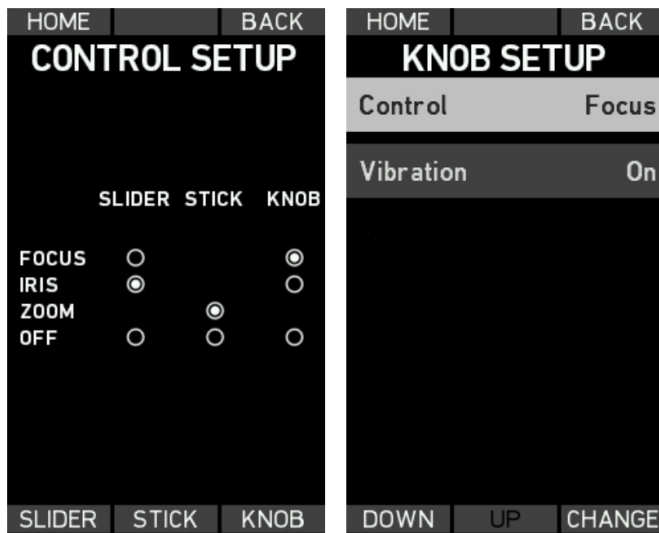 HOME BACK
CONTROL SETUP
SLIDER STICK KNOB
FOCUS
IRIS
ZOOM
OFF
SLIDER STICK KNOB
HOME BACK
KNOB SETUP
Control Focus
Vibration On
DOWN UP CHANGE